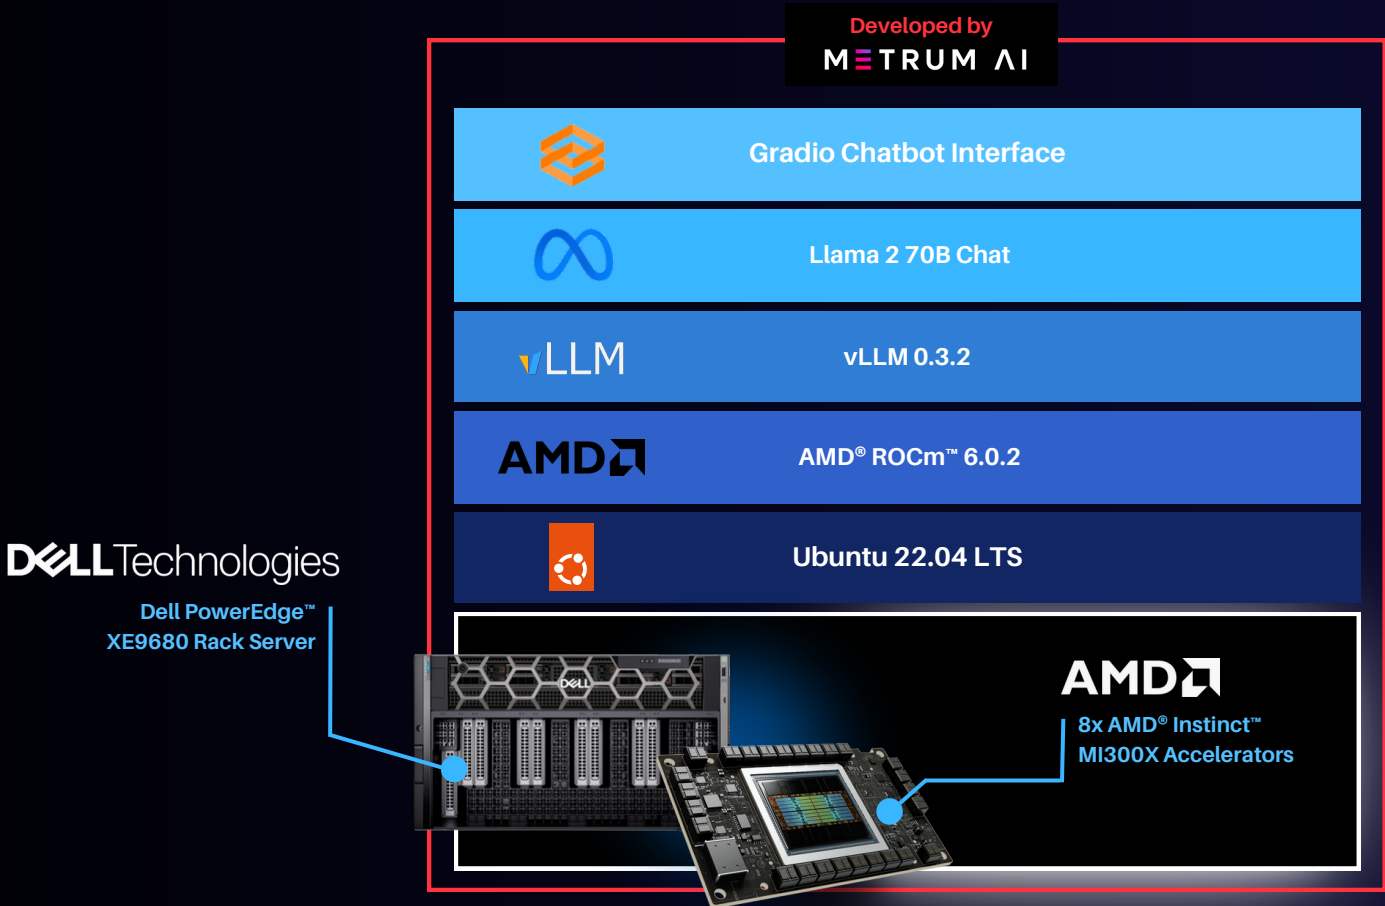 Developed by
METRUM AI
Gradio Chatbot Interface
Llama 2 70B Chat
vLLM
vLLM 0.3.2
AMD
AMD® ROCm™ 6.0.2
Ubuntu 22.04 LTS
DELLTechnologies
Dell PowerEdge™
XE9680 Rack Server
DELL
AMD
8x AMD® Instinct™
MI300X Accelerators